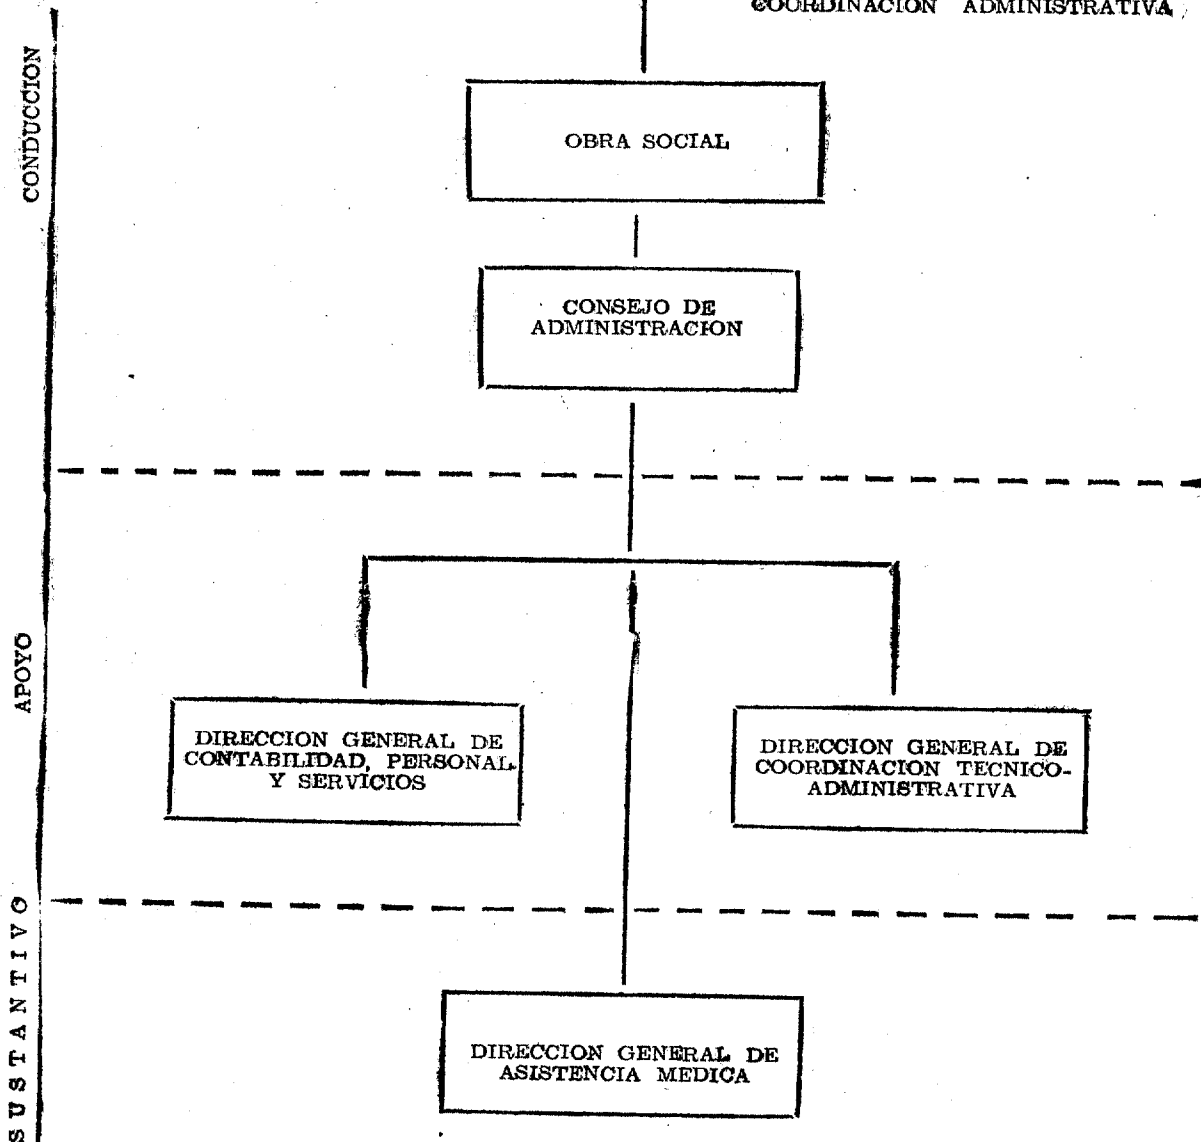 COORDINACION ADMINISTRATIVA
CONDUCCION
OBRA SOCIAL
CONSEJO DE
ADMINISTRACION
APOYO
DIRECCION GENERAL DE
CONTABILIDAD, PERSONAL
Y SERVICIOS
DIRECCION GENERAL DE
COORDINACION TECNICO-
ADMINISTRATIVA
SUSTANTIVO
DIRECCION GENERAL DE
ASISTENCIA MEDICA